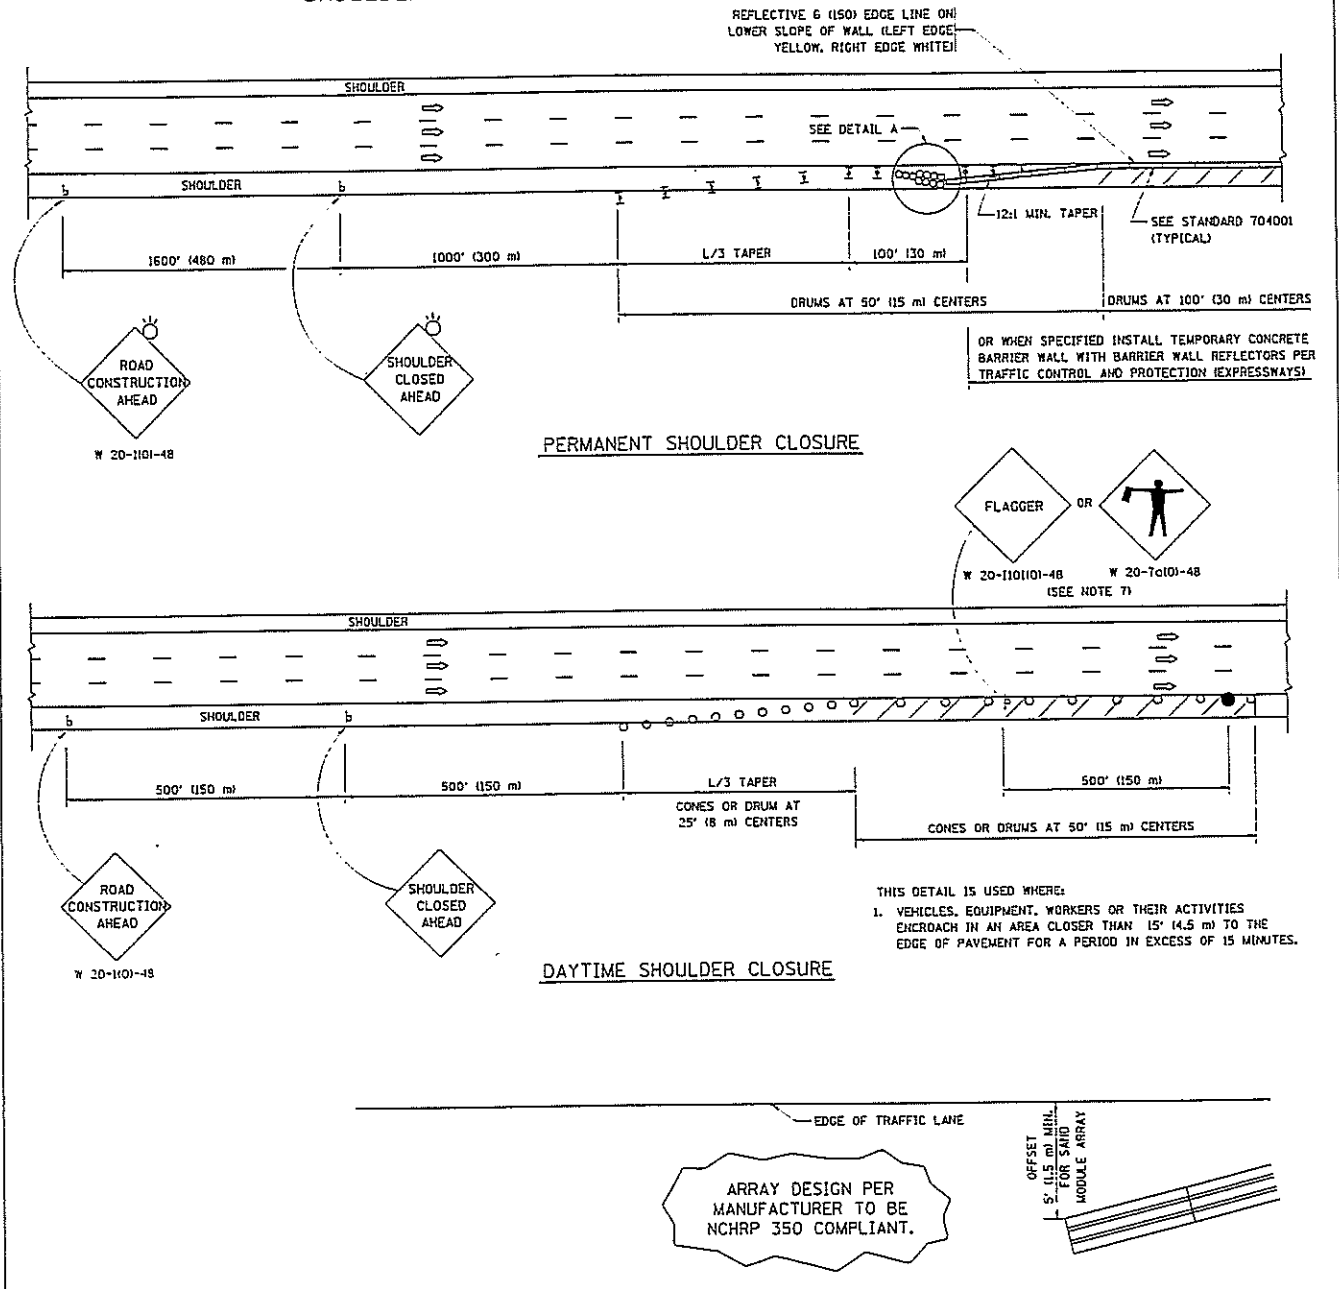 REFLECTIVE 6 (150) EDGE LINE ON
LOWER SLOPE OF WALL (LEFT EDGE
YELLOW, RIGHT EDGE WHITE)
SHOULDER
SEE DETAIL A
b
SHOULDER
b
12:1 MIN. TAPER
SEE STANDARD 704001
(TYPICAL)
1600' (480 m)
1000' (300 m)
L/3 TAPER
100' (30 m)
DRUMS AT 50' (15 m) CENTERS
DRUMS AT 100' (30 m) CENTERS
OR WHEN SPECIFIED INSTALL TEMPORARY CONCRETE
BARRIER WALL WITH BARRIER WALL REFLECTORS PER
TRAFFIC CONTROL AND PROTECTION (EXPRESSWAYS)
ROAD
CONSTRUCTION
AHEAD
W 20-1(O)-48
SHOULDER
CLOSED
AHEAD
PERMANENT SHOULDER CLOSURE
FLAGGER
OR
W 20-I10(O)-48
W 20-7a(O)-48
(SEE NOTE 7)
SHOULDER
b
SHOULDER
b
P
500' (150 m)
500' (150 m)
L/3 TAPER
CONES OR DRUM AT
25' (8 m) CENTERS
500' (150 m)
CONES OR DRUMS AT 50' (15 m) CENTERS
ROAD
CONSTRUCTION
AHEAD
W 20-1(O)-48
SHOULDER
CLOSED
AHEAD
THIS DETAIL IS USED WHERE:
1. VEHICLES, EQUIPMENT, WORKERS OR THEIR ACTIVITIES
ENCROACH IN AN AREA CLOSER THAN 15' (4.5 m) TO THE
EDGE OF PAVEMENT FOR A PERIOD IN EXCESS OF 15 MINUTES.
DAYTIME SHOULDER CLOSURE
EDGE OF TRAFFIC LANE
OFFSET
5' (1.5 m) MIN.
FOR SAND
MODULE ARRAY
ARRAY DESIGN PER
MANUFACTURER TO BE
NCHRP 350 COMPLIANT.